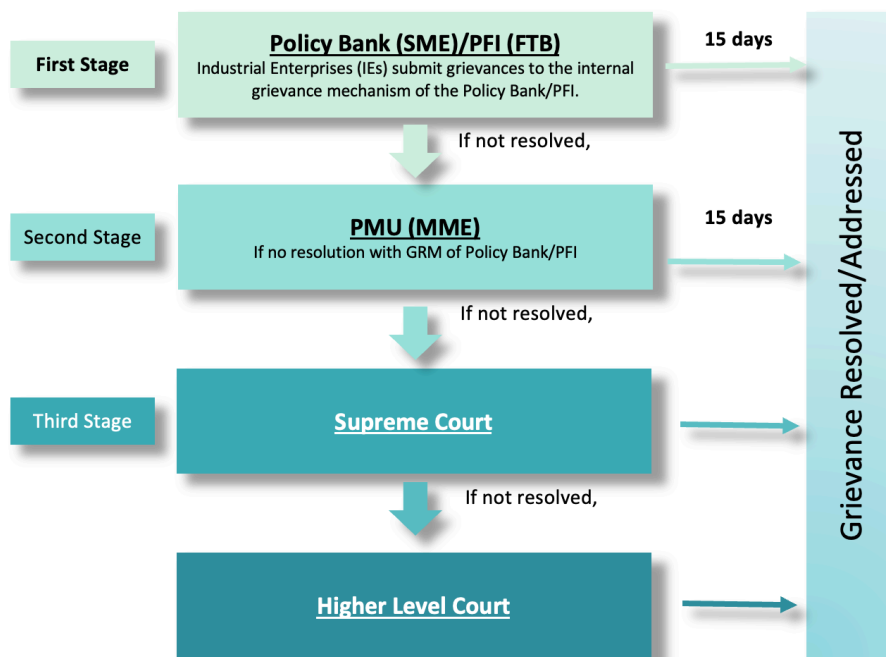 First Stage
Policy Bank (SME)/PFI (FTB)
Industrial Enterprises (IEs) submit grievances to the internal
grievance mechanism of the Policy Bank/PFI.
15 days
If not resolved,
Second Stage
PMU (MME)
If no resolution with GRM of Policy Bank/PFI
15 days
If not resolved,
Third Stage
Supreme Court
If not resolved,
Higher Level Court
Grievance Resolved/Addressed